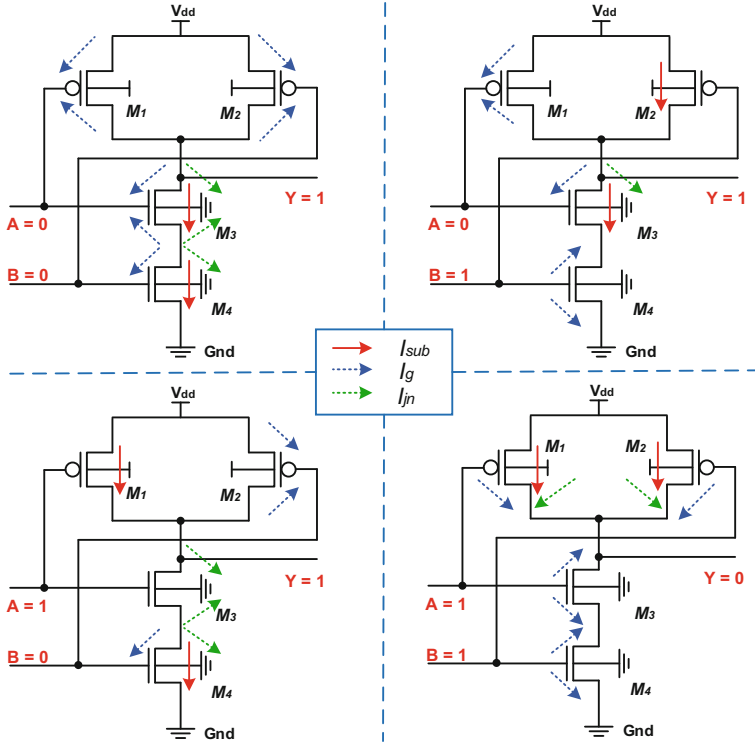 Vdd
M1
M2
A = 0
Y = 1
M3
B = 0
M4
Gnd
Vdd
M1
M2
A = 0
Y = 1
M3
B = 1
M4
Gnd
Isub
Ig
Ijn
Vdd
M1
M2
A = 1
Y = 1
M3
B = 0
M4
Gnd
Vdd
M1
M2
A = 1
Y = 0
M3
B = 1
M4
Gnd